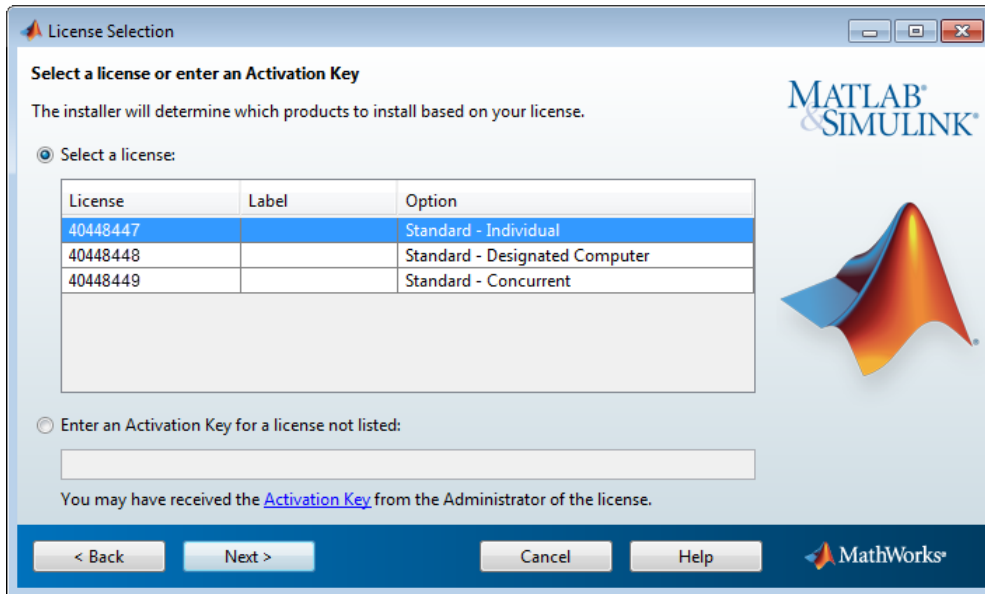 License Selection
Select a license or enter an Activation Key
The installer will determine which products to install based on your license.
MATLAB®
&SIMULINK®
Select a license:
License Label Option
40448447 Standard - Individual
40448448 Standard - Designated Computer
40448449 Standard - Concurrent
Enter an Activation Key for a license not listed:
You may have received the Activation Key from the Administrator of the license.
< Back Next > Cancel Help MathWorks®